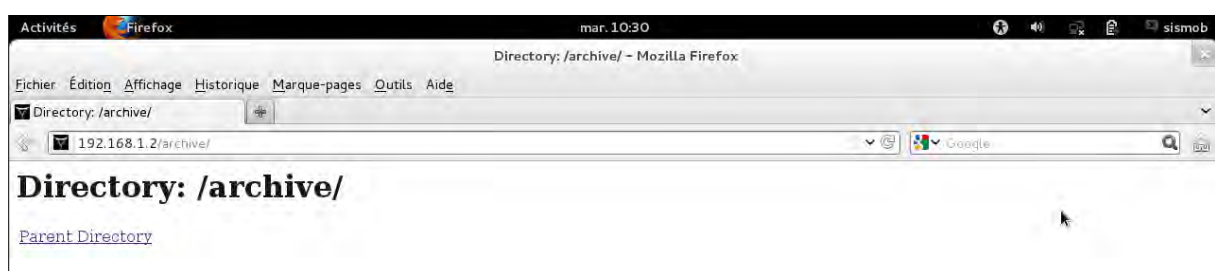 Activités Firefox mar. 10:30 sismob
Directory: /archive/ - Mozilla Firefox
Fichier Édition Affichage Historique Marque-pages Outils Aide
Directory: /archive/
192.168.1.2/archive/ Google
Directory: /archive/
Parent Directory